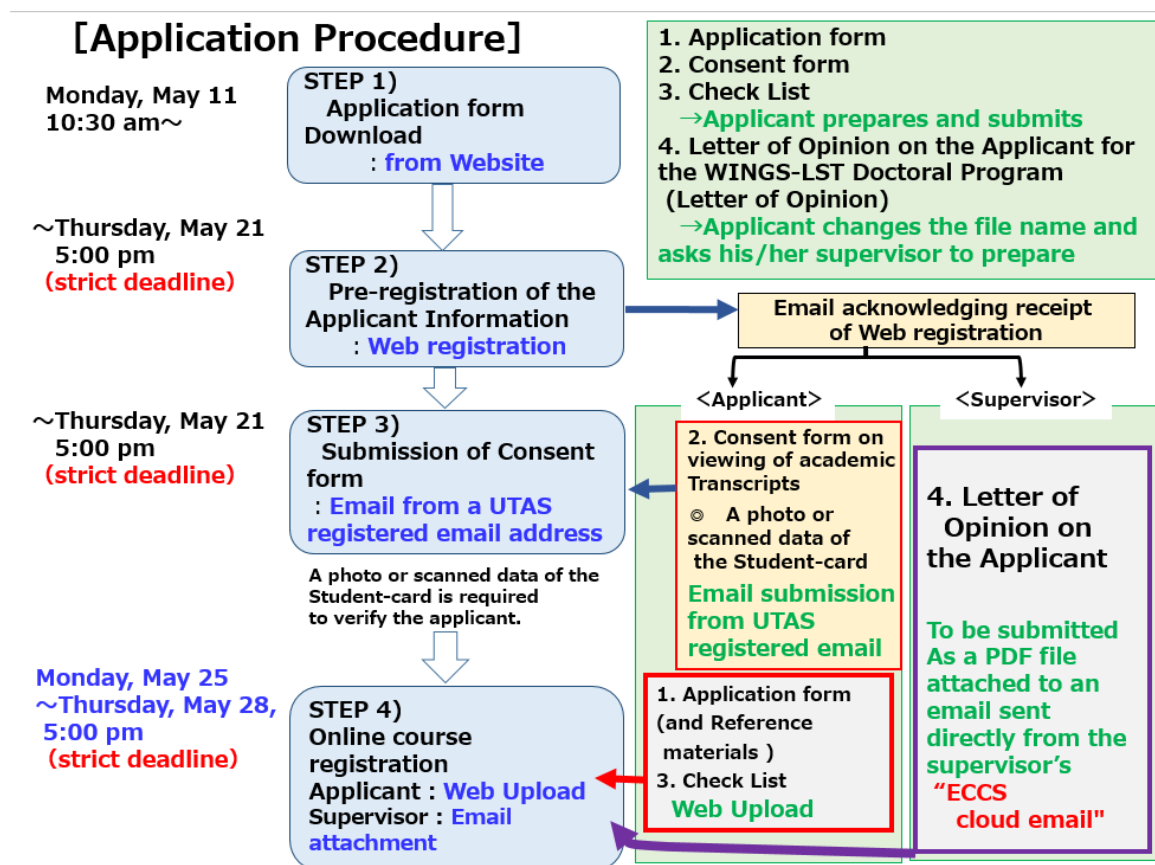 [Application Procedure]
Monday, May 11
10:30 am～
STEP 1)
Application form
Download
: from Website
1. Application form
2. Consent form
3. Check List
→Applicant prepares and submits
4. Letter of Opinion on the Applicant for
the WINGS-LST Doctoral Program
(Letter of Opinion)
→Applicant changes the file name and
asks his/her supervisor to prepare
～Thursday, May 21
5:00 pm
(strict deadline)
STEP 2)
Pre-registration of the
Applicant Information
: Web registration
Email acknowledging receipt
of Web registration
<Applicant>
<Supervisor>
～Thursday, May 21
5:00 pm
(strict deadline)
STEP 3)
Submission of Consent
form
: Email from a UTAS
registered email address
2. Consent form on
viewing of academic
Transcripts
◎ A photo or
scanned data of
the Student-card
Email submission
from UTAS
registered email
4. Letter of
Opinion on
the Applicant
To be submitted
As a PDF file
attached to an
email sent
directly from the
supervisor's
“ECCS
cloud email"
A photo or scanned data of the
Student-card is required
to verify the applicant.
Monday, May 25
～Thursday, May 28,
5:00 pm
(strict deadline)
STEP 4)
Online course
registration
Applicant : Web Upload
Supervisor : Email
attachment
1. Application form
(and Reference
materials )
3. Check List
Web Upload